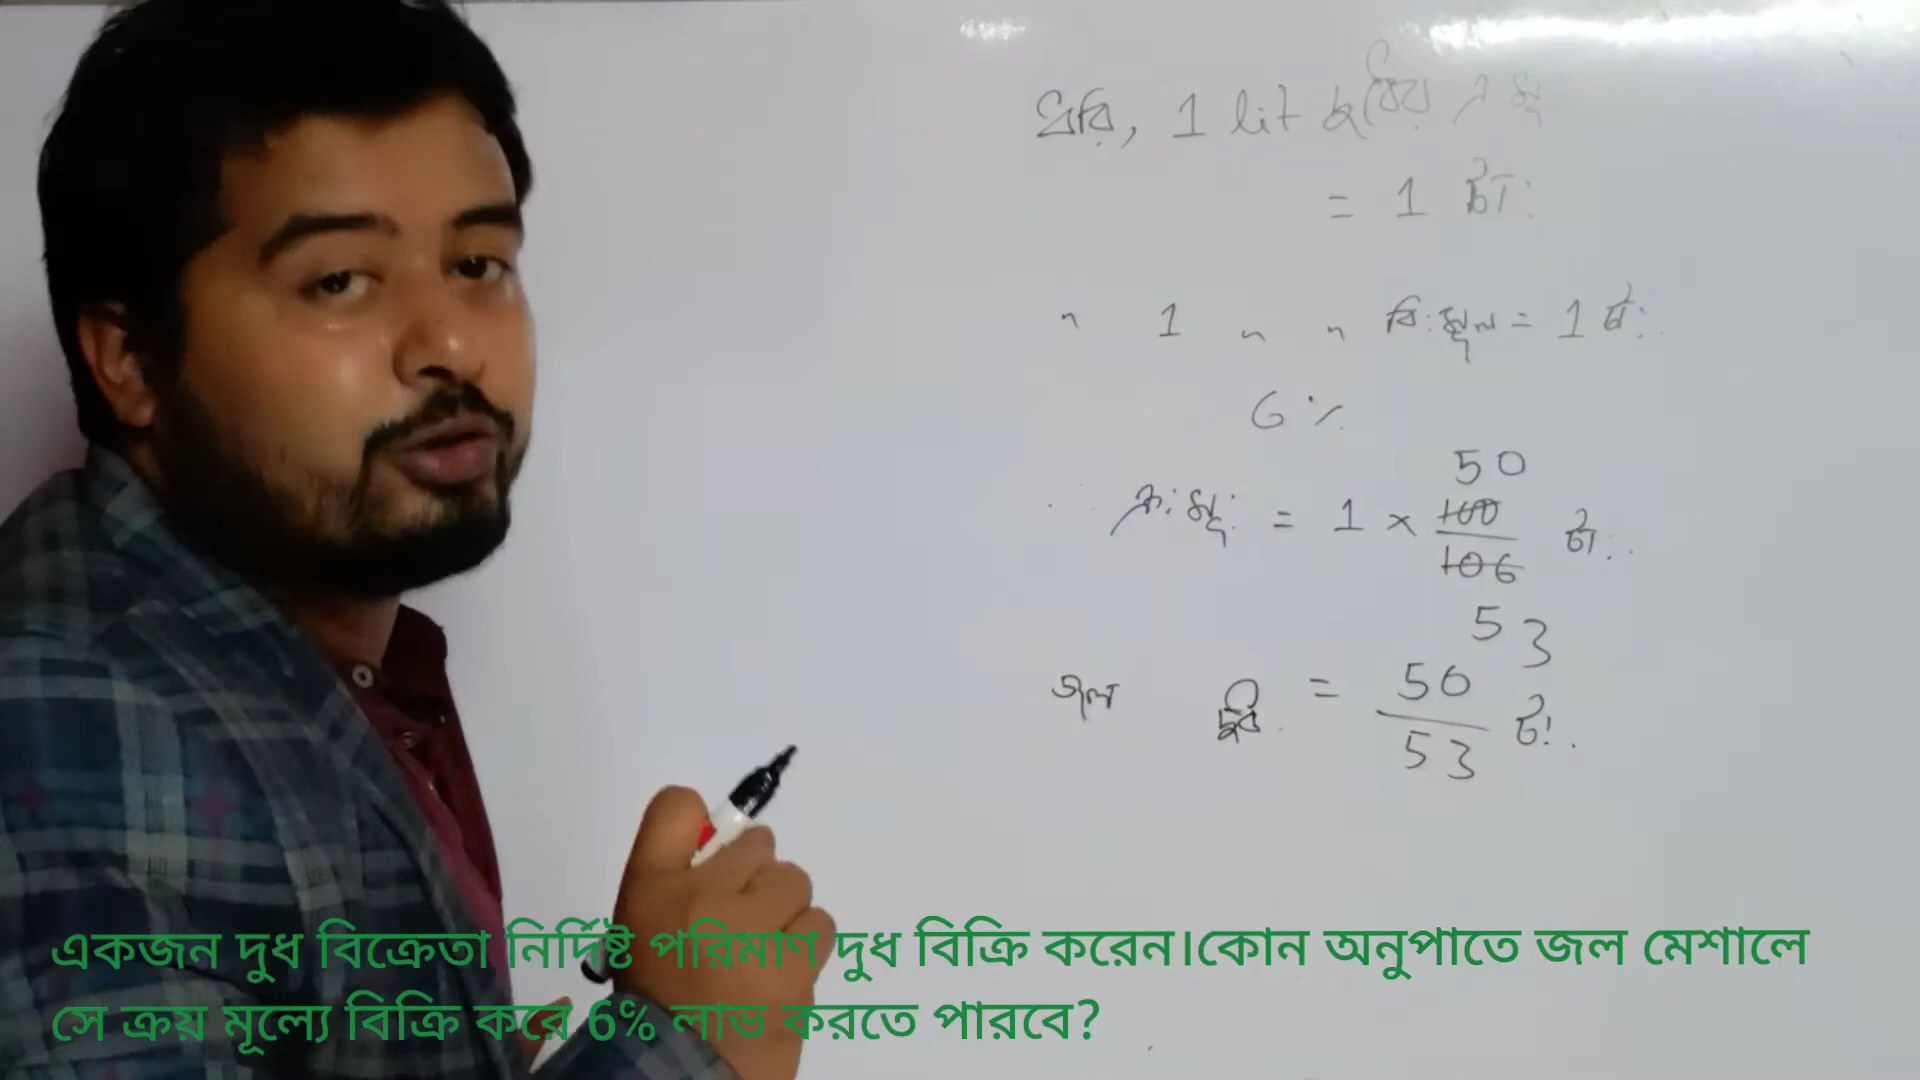 ধরি, 1 lit দুধের
= 1 টা:
" 1 " " বি: মূল্য = 1 টা:
6%
ক্র: মূ: = 1 × 100/106 টা:
50
53
জল = 50/53 টা:
একজন দুধ বিক্রেতা নির্দিষ্ট পরিমাণ দুধ বিক্রি করেন।কোন অনুপাতে জল মেশালে
সে ক্রয় মূল্যে বিক্রি করে 6% লাভ করতে পারবে?